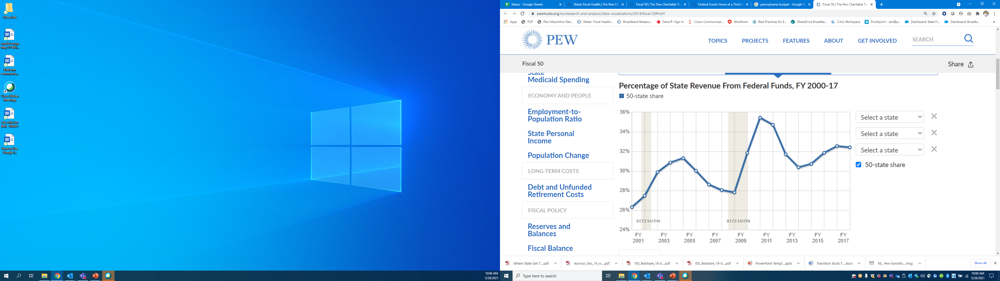 Press lists
model comp
May 17 BAI...
Platform
communic...
Cisco Webex
Meetings
QA with Jon
Ball - DRAFT
How to Use
Google I...
10:00 AM
5/20/2021
Status - Google Sheets
States Fiscal Health | The Pew Ch
Fiscal 50 | The Pew Charitable Tru
Federal Funds Hover at a Third o
pennsylvania budget - Google Se
Fiscal 50 | The Pew Charitable Tru
pewtrusts.org/en/research-and-analysis/data-visualizations/2014/fiscal-50#ind1
Apps
TOP
Pew-MacArthur Res...
States' Fiscal Health...
Broadband Researc...
Nexis®: Sign In
Cision Communicat...
Workfront
Best Practices for E...
ShareDrive Broadba...
Citrix Workspace
Proofpoint - can@p...
Dashboard: State Fi...
Dashboard: Broadb...
PEW
TOPICS
PROJECTS
FEATURES
ABOUT
GET INVOLVED
SEARCH
Fiscal 50
Share
State
Medicaid Spending
ECONOMY AND PEOPLE
Employment-to-
Population Ratio
State Personal
Income
Population Change
LONG-TERM COSTS
Debt and Unfunded
Retirement Costs
FISCAL POLICY
Reserves and
Balances
Fiscal Balance
Percentage of State Revenue From Federal Funds, FY 2000-17
50-state share
36%
34%
32%
30%
28%
26%
24%
RECESSION
RECESSION
FY
2001
FY
2003
FY
2005
FY
2007
FY
2009
FY
2011
FY
2013
FY
2015
FY
2017
Select a state
Select a state
Select a state
50-state share
Where State Get T....pdf
Advisor_Dec_19_w....pdf
f50_fedshare_19-0....pdf
f50_fedshare_19-0....pdf
PowerPoint Templ....pptx
Transition Book T....docx
RE_ Pew transitio....msg
Show all
Type here to search
10:00 AM
5/20/2021